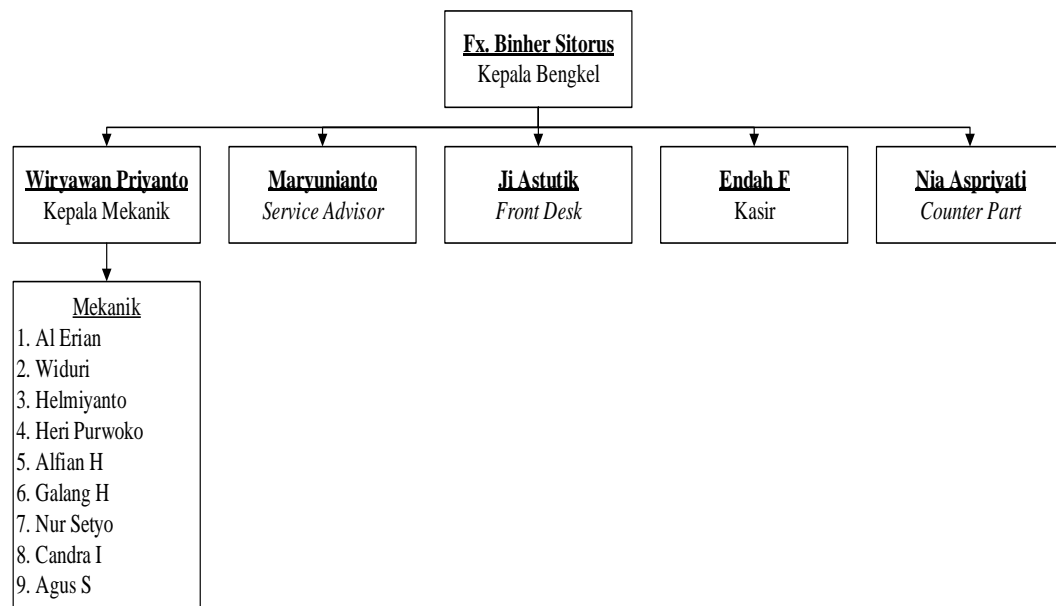 Fx. Binher Sitorus
Kepala Bengkel
Wiryawan Priyanto
Kepala Mekanik
Maryunianto
Service Advisor
Ji Astutik
Front Desk
Endah F
Kasir
Nia Aspriyati
Counter Part
Mekanik
1. Al Erian
2. Widuri
3. Helmiyanto
4. Heri Purwoko
5. Alfian H
6. Galang H
7. Nur Setyo
8. Candra I
9. Agus S